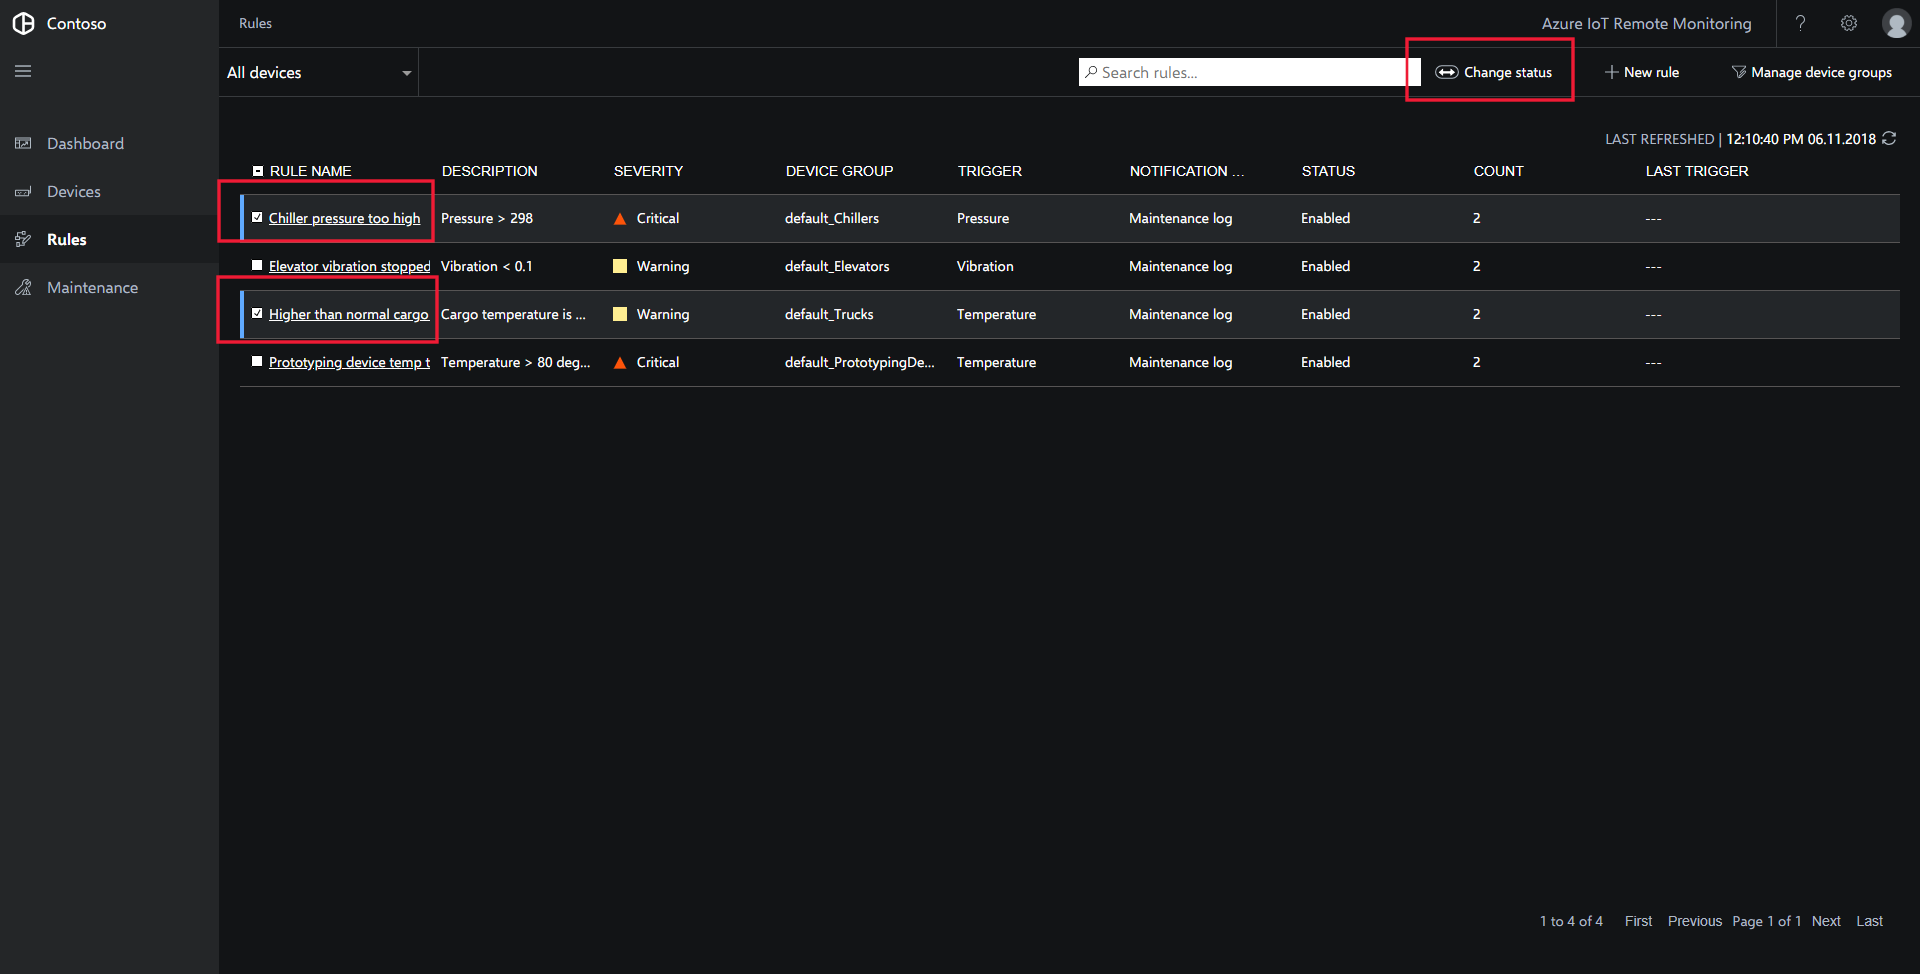 Contoso
Rules
Azure IoT Remote Monitoring
?
All devices
Search rules...
Change status
New rule
Manage device groups
Dashboard
Devices
Rules
Maintenance
LAST REFRESHED | 12:10:40 PM 06.11.2018
RULE NAME DESCRIPTION SEVERITY DEVICE GROUP TRIGGER NOTIFICATION ... STATUS COUNT LAST TRIGGER
Chiller pressure too high Pressure > 298 Critical default_Chillers Pressure Maintenance log Enabled 2 ---
Elevator vibration stopped Vibration < 0.1 Warning default_Elevators Vibration Maintenance log Enabled 2 ---
Higher than normal cargo Cargo temperature is ... Warning default_Trucks Temperature Maintenance log Enabled 2 ---
Prototyping device temp t Temperature > 80 deg... Critical default_PrototypingDe... Temperature Maintenance log Enabled 2 ---
1 to 4 of 4 First Previous Page 1 of 1 Next Last